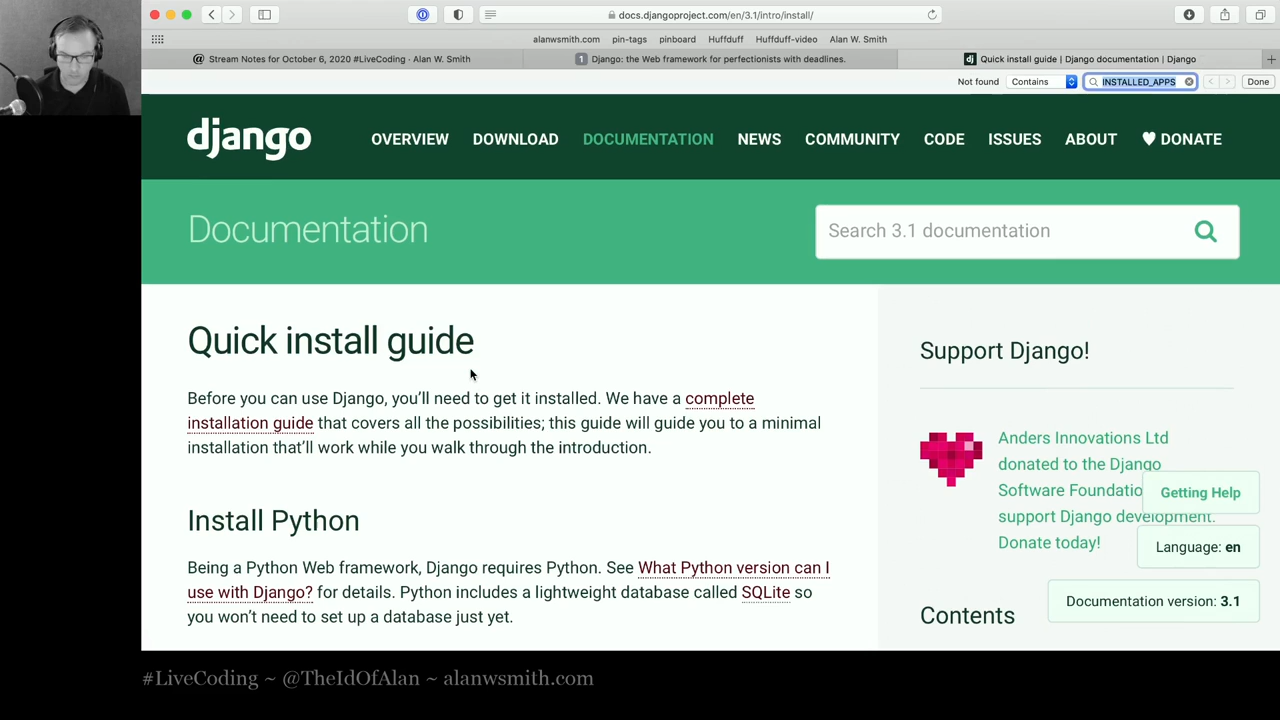 docs.djangoproject.com/en/3.1/intro/install/
alanwsmith.com pin-tags pinboard Huffduff Huffduff-video Alan W. Smith
@ Stream Notes for October 6, 2020 #LiveCoding - Alan W. Smith
1 Django: the Web framework for perfectionists with deadlines.
dj Quick install guide | Django documentation | Django
Not found Contains INSTALLED_APPS Done
django OVERVIEW DOWNLOAD DOCUMENTATION NEWS COMMUNITY CODE ISSUES ABOUT DONATE
Documentation
Search 3.1 documentation
Quick install guide
Before you can use Django, you'll need to get it installed. We have a complete
installation guide that covers all the possibilities; this guide will guide you to a minimal
installation that'll work while you walk through the introduction.
Install Python
Being a Python Web framework, Django requires Python. See What Python version can I
use with Django? for details. Python includes a lightweight database called SQLite so
you won't need to set up a database just yet.
Support Django!
Anders Innovations Ltd
donated to the Django
Software Foundatio
support Django development.
Donate today!
Getting Help
Language: en
Documentation version: 3.1
Contents
#LiveCoding ~ @TheIdOfAlan ~ alanwsmith.com